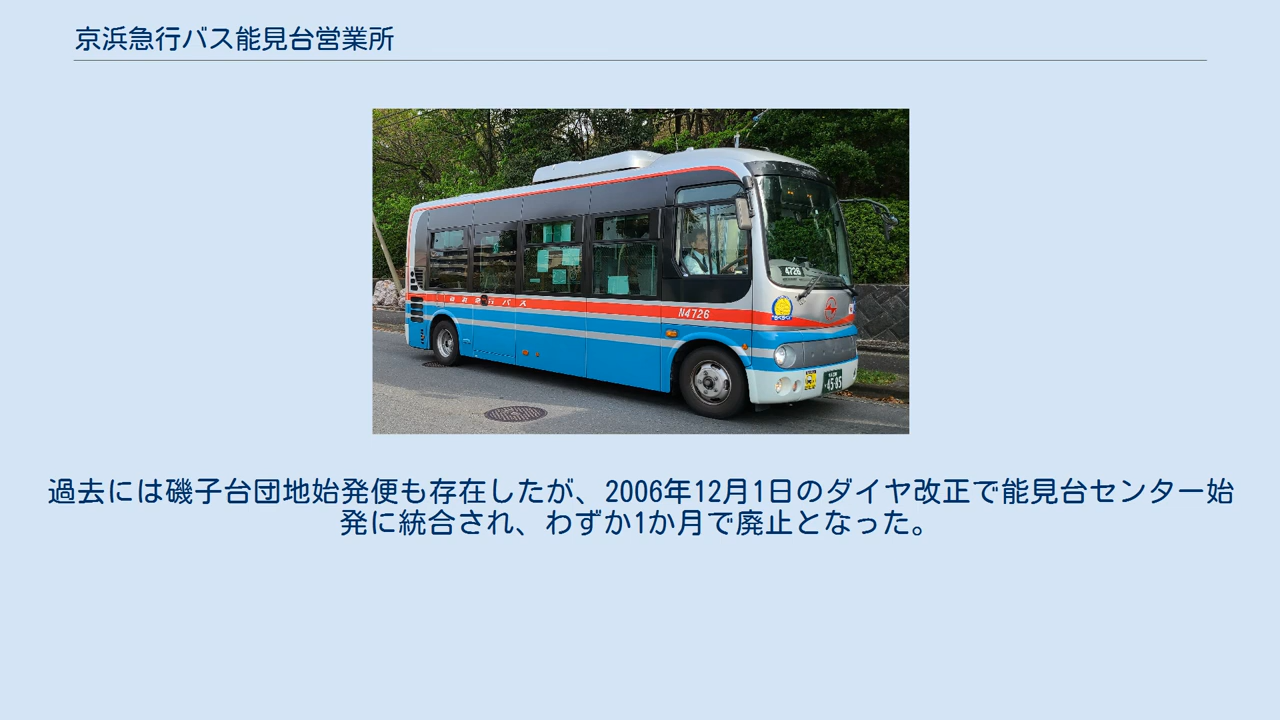 京浜急行バス能見台営業所
4726
京浜急行バス
N4726
45-85
過去には磯子台団地始発便も存在したが、2006年12月1日のダイヤ改正で能見台センター始
発に統合され、わずか1か月で廃止となった。